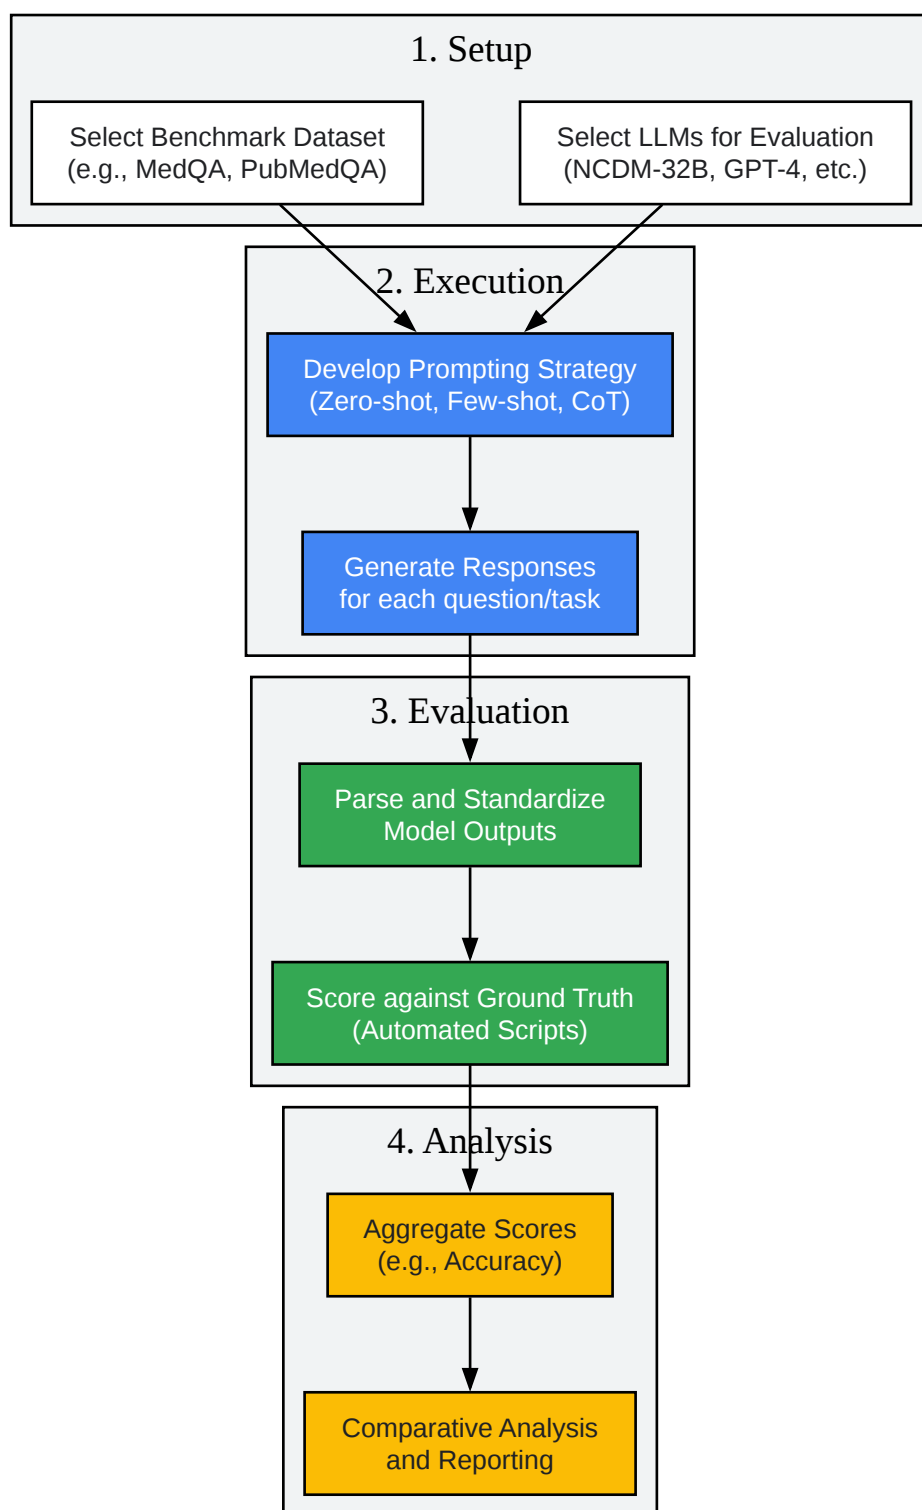 1. Setup
Select Benchmark Dataset
(e.g., MedQA, PubMedQA)
Select LLMs for Evaluation
(NCDM-32B, GPT-4, etc.)
2. Execution
Develop Prompting Strategy
(Zero-shot, Few-shot, CoT)
Generate Responses
for each question/task
3. Evaluation
Parse and Standardize
Model Outputs
Score against Ground Truth
(Automated Scripts)
4. Analysis
Aggregate Scores
(e.g., Accuracy)
Comparative Analysis
and Reporting